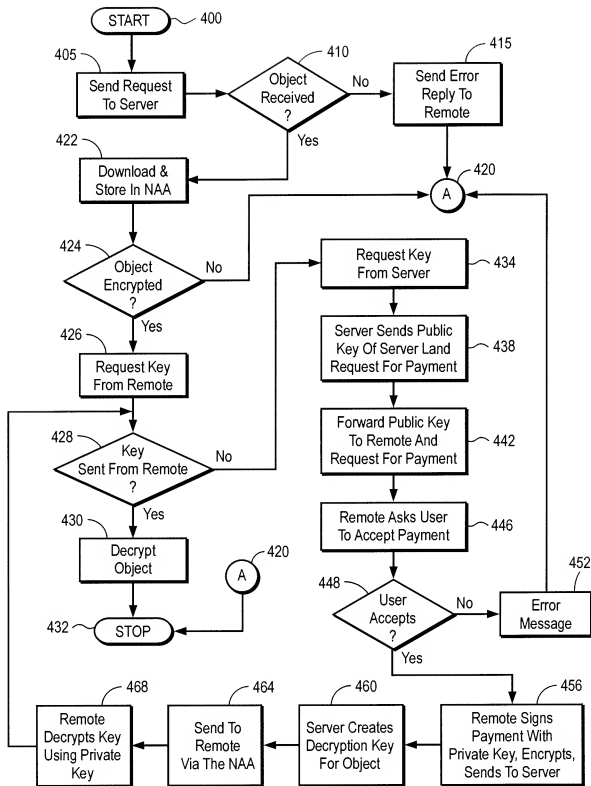 START
400
405
Send Request
To Server
410
Object
Received
?
No
Yes
415
Send Error
Reply To
Remote
422
Download &
Store In NAA
420
A
424
Object
Encrypted
?
No
Yes
Request Key
From Server
434
426
Request Key
From Remote
Server Sends Public
Key Of Server Land
Request For Payment
438
428
Key
Sent From Remote
?
No
Yes
Forward Public Key
To Remote And
Request For Payment
442
430
Decrypt
Object
420
A
Remote Asks User
To Accept Payment
446
432
STOP
448
User
Accepts
?
No
Yes
452
Error
Message
468
Remote
Decrypts Key
Using Private
Key
464
Send To
Remote
Via The NAA
460
Server Creates
Decryption Key
For Object
456
Remote Signs
Payment With
Private Key, Encrypts,
Sends To Server